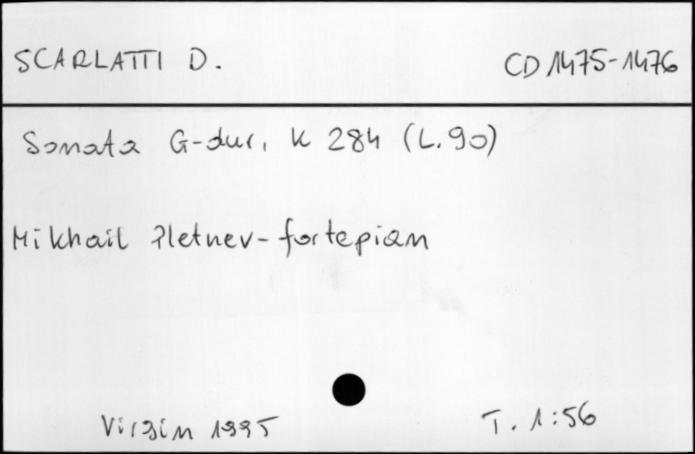 SCARLATTI D. CD 1475-1476
Sonata G-dur, K 284 (L.90)
Mikhail Pletnev - fortepian
Virgin 1995 T. 1:56